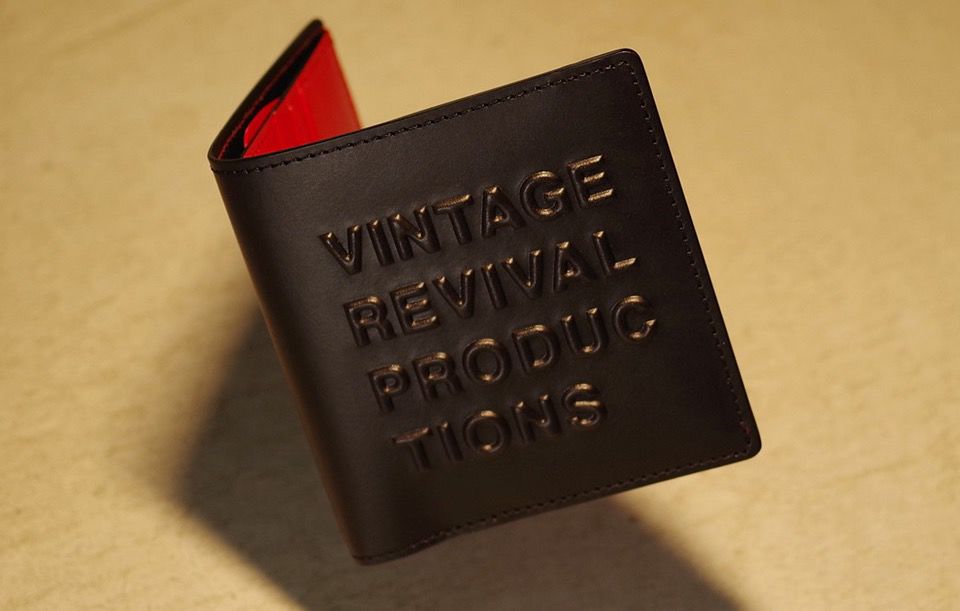 VINTAGE
REVIVAL
PRODUC
TIONS